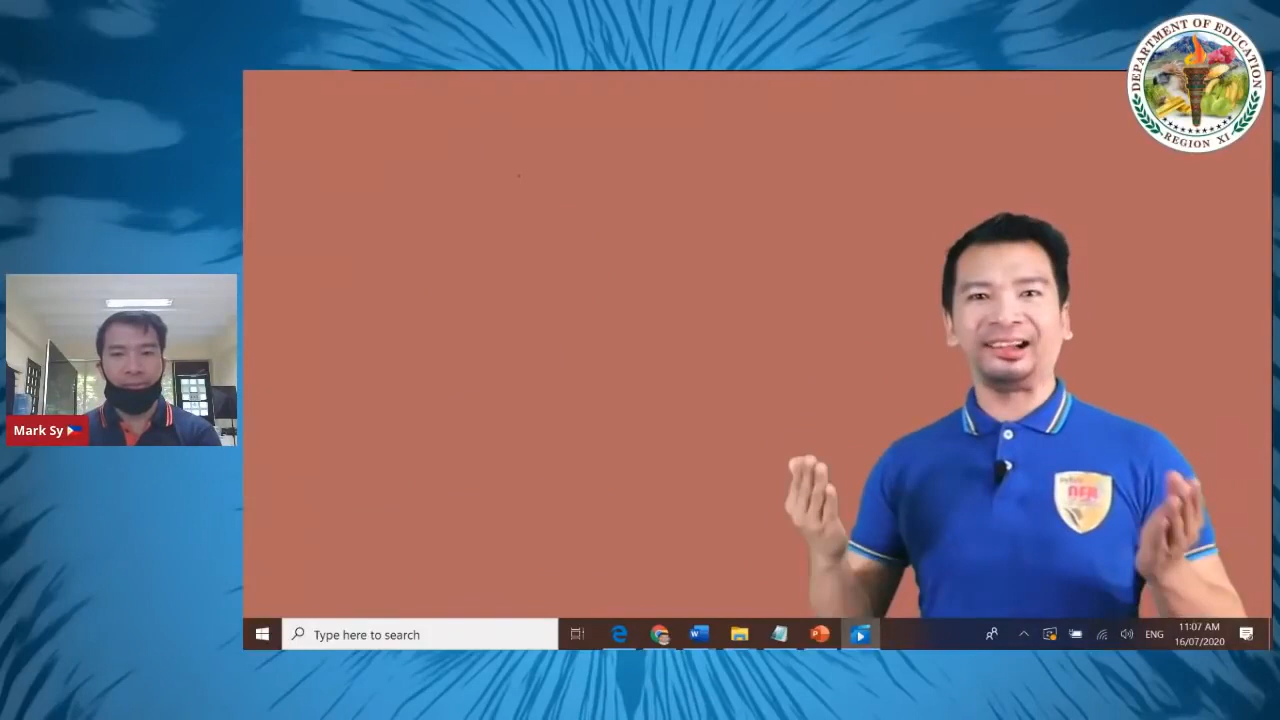 DEPARTMENT OF EDUCATION
REGION XI
Mark Sy
Type here to search
ENG
11:07 AM
16/07/2020